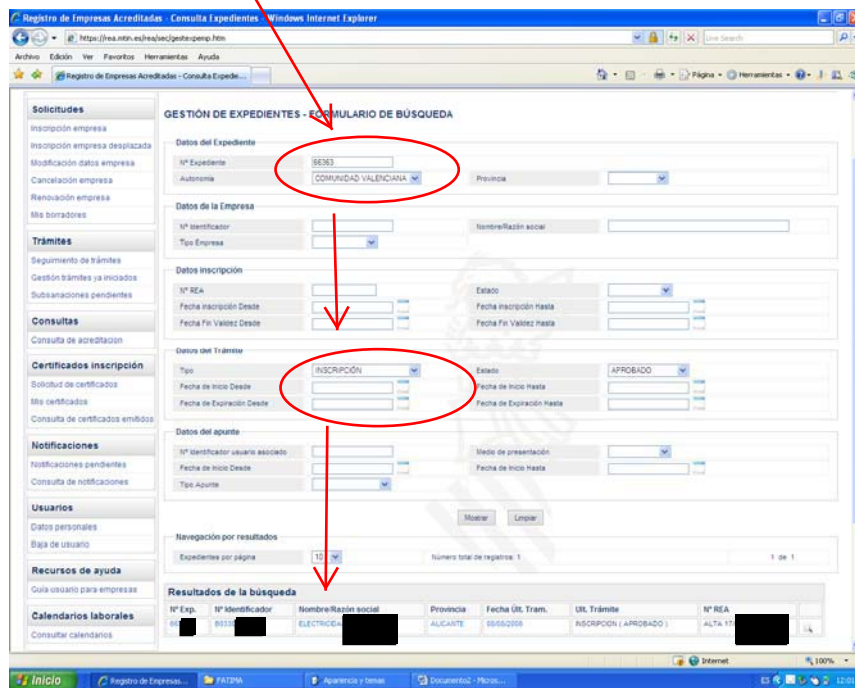 Registro de Empresas Acreditadas - Consulta Expedientes - Windows Internet Explorer
https://rea.mtin.es/rea/sec/gestexpemp.htm
Live Search
Archivo Edición Ver Favoritos Herramientas Ayuda
Registro de Empresas Acreditadas - Consulta Expedie...
Página Herramientas
Solicitudes
Inscripción empresa
Inscripción empresa desplazada
Modificación datos empresa
Cancelación empresa
Renovación empresa
Mis borradores
Trámites
Seguimiento de trámites
Gestión trámites ya iniciados
Subsanaciones pendientes
Consultas
Consulta de acreditacion
Certificados inscripción
Solicitud de certificados
Mis certificados
Consulta de certificados emitidos
Notificaciones
Notificaciones pendientes
Consulta de notificaciones
Usuarios
Datos personales
Baja de usuario
Recursos de ayuda
Guía usuario para empresas
Calendarios laborales
Consultar calendarios
GESTIÓN DE EXPEDIENTES - FORMULARIO DE BÚSQUEDA
Datos del Expediente
Nº Expediente 66363
Autonomía COMUNIDAD VALENCIANA Provincia
Datos de la Empresa
Nº Identificador Nombre/Razón social
Tipo Empresa
Datos inscripción
Nº REA Estado
Fecha inscripción Desde Fecha inscripción Hasta
Fecha Fin Validez Desde Fecha Fin Validez Hasta
Datos del Trámite
Tipo INSCRIPCIÓN Estado APROBADO
Fecha de Inicio Desde Fecha de Inicio Hasta
Fecha de Expiración Desde Fecha de Expiración Hasta
Datos del apunte
Nº Identificador usuario asociado Medio de presentación
Fecha de Inicio Desde Fecha de Inicio Hasta
Tipo Apunte
Mostrar Limpiar
Navegación por resultados
Expedientes por página 10 Número total de registros: 1 1 de 1
Resultados de la búsqueda
Nº Exp. Nº Identificador Nombre/Razón social Provincia Fecha Últ. Tram. Ult. Trámite Nº REA
ELECTRICIDA ALICANTE INSCRIPCION ( APROBADO ) ALTA 17/
Internet 100%
Inicio Registro de Empresas... FATIMA Apariencia y temas Documento2 - Micros... ES 12:01